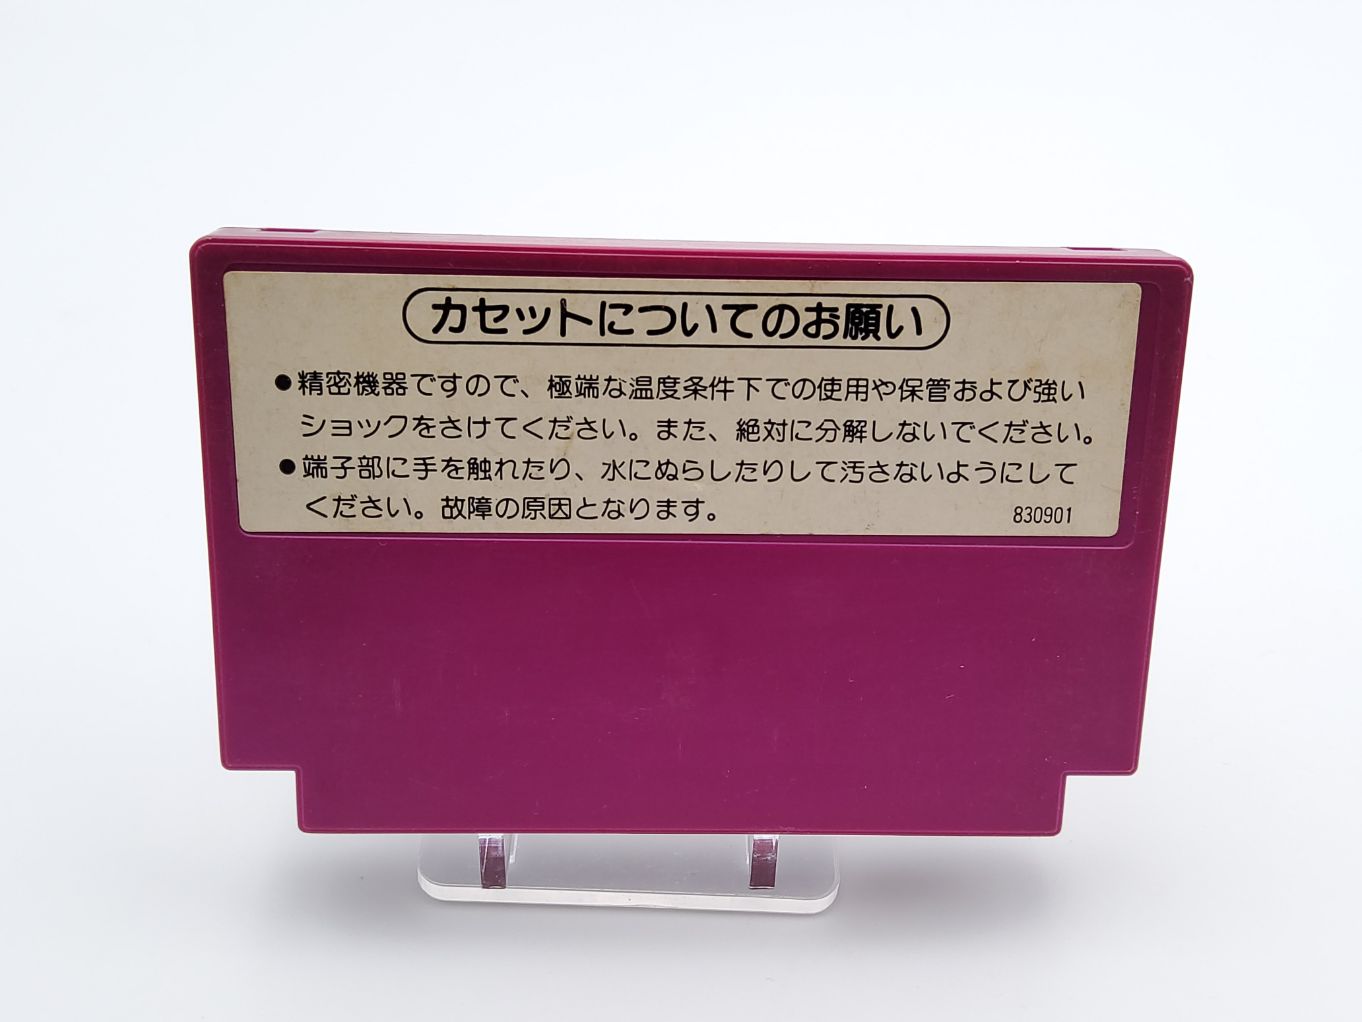 カセットについてのお願い
●精密機器ですので、極端な温度条件下での使用や保管および強い
ショックをさけてください。また、絶対に分解しないでください。
●端子部に手を触れたり、水にぬらしたりして汚さないようにして
ください。故障の原因となります。
830901